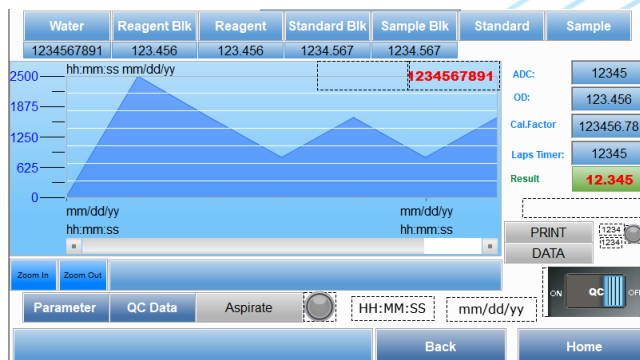 Water Reagent Blk Reagent Standard Blk Sample Blk Standard Sample
1234567891 123.456 123.456 1234.567 1234.567
hh:mm:ss mm/dd/yy 1234567891
2500
1875
1250
625
0
mm/dd/yy mm/dd/yy
hh:mm:ss hh:mm:ss
ADC: 12345
OD: 123.456
Cal.Factor 123456.78
Laps Timer: 12345
Result 12.345
PRINT 1234
DATA 1234
Zoom In Zoom Out
ON QC OFF
Parameter QC Data Aspirate HH:MM:SS mm/dd/yy
Back Home